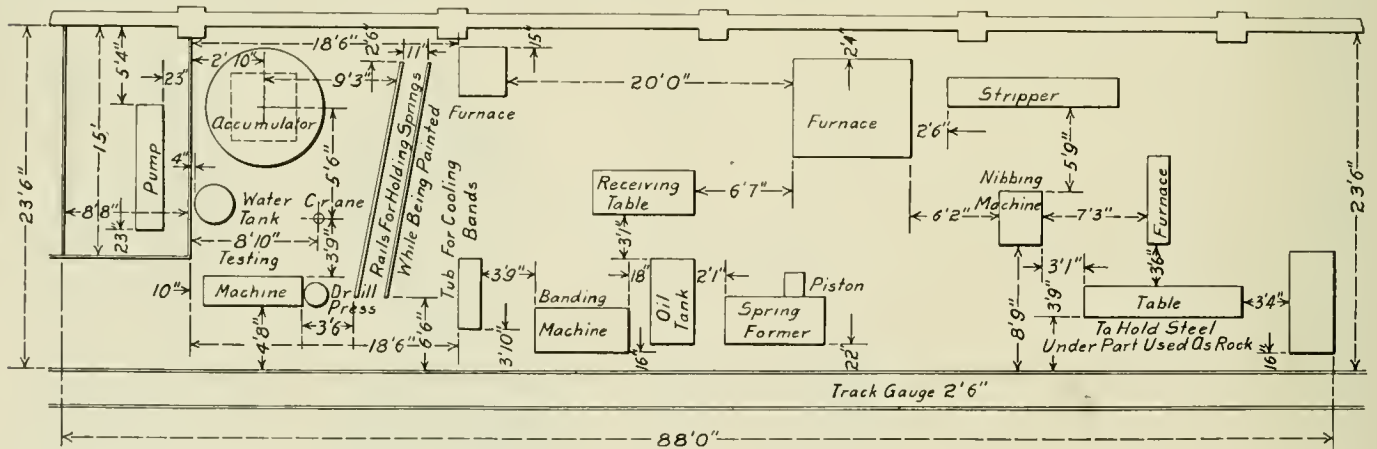 18'6"
2'6"
11"
15"
2'4"
5'4"
2'10"
23"
9'3"
20'0"
Stripper
Furnace
Accumulator
Furnace
2'6"
5'9"
15'
4"
5'6"
Pump
Rails For Holding Springs
While Being Painted
23'6"
8'8"
Water
Tank
Crane
Receiving
Table
6'7"
Nibbing
Machine
6'2"
7'3"
Furnace
23'6"
23"
8'10"
3'9"
Tub For Cooling
Bands
3'1"
Testing
Machine
10"
Drill
Press
3'9"
18"
Oil
Tank
2'1"
Piston
3'1"
3'6"
Banding
Machine
Spring
Former
8'9"
3'9"
Table
3'4"
4'8"
3'6
18'6"
6'6"
3'10"
16"
22"
To Hold Steel
Under Part Used As Rock
16"
Track Gauge 2'6"
88'0"